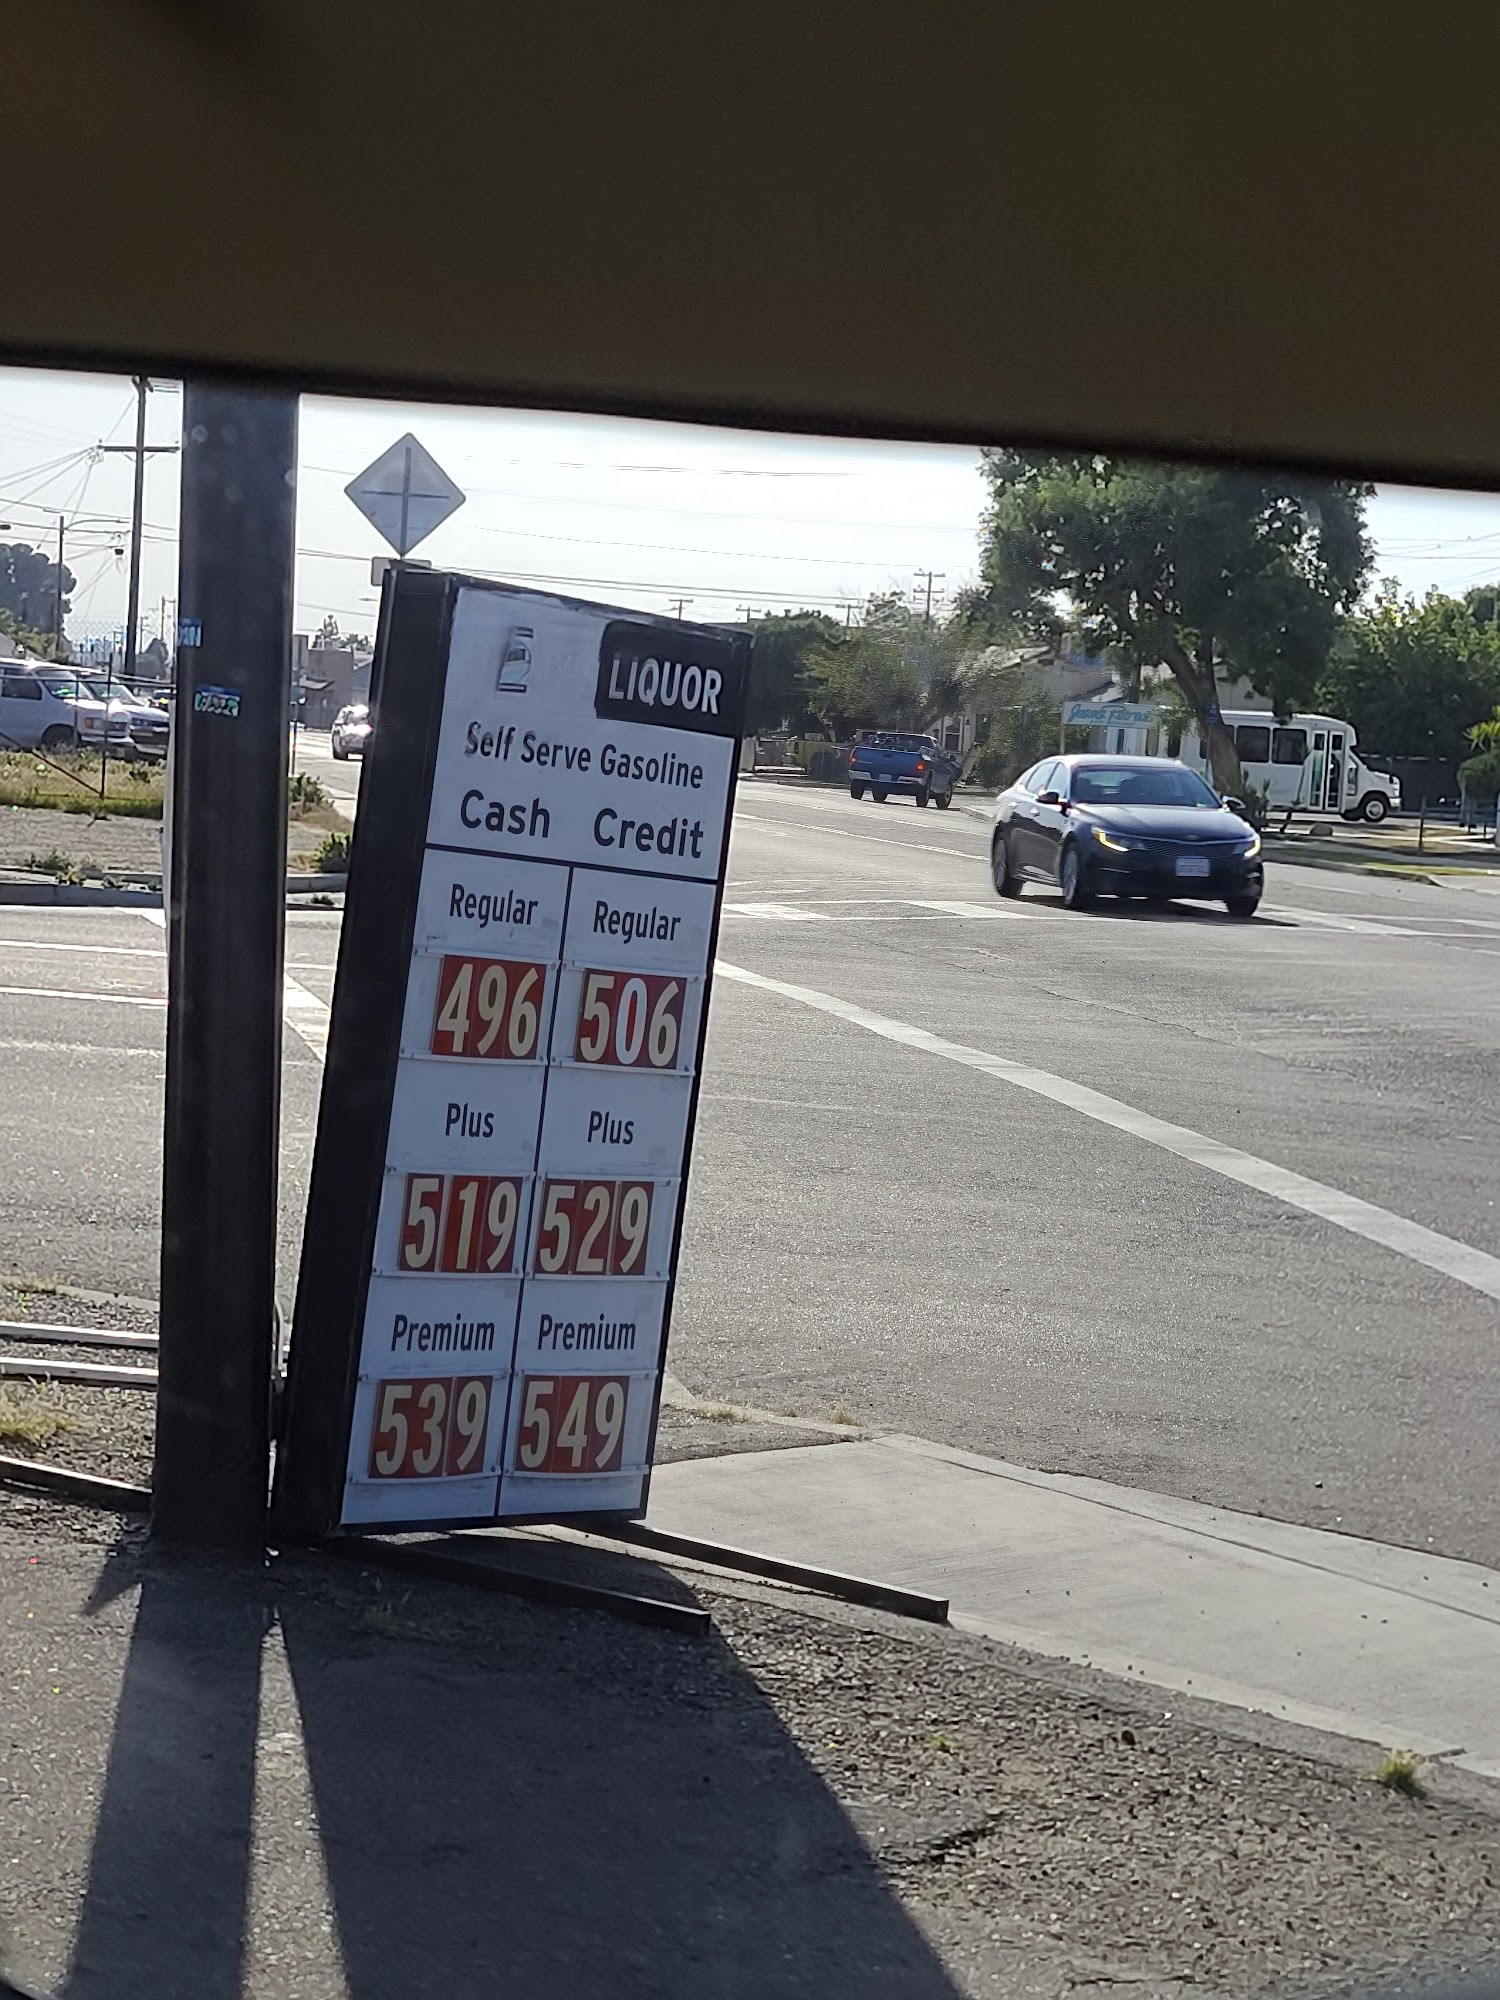 LIQUOR
Self Serve Gasoline
Cash Credit
Regular Regular
496 506
Plus Plus
519 529
Premium Premium
539 549